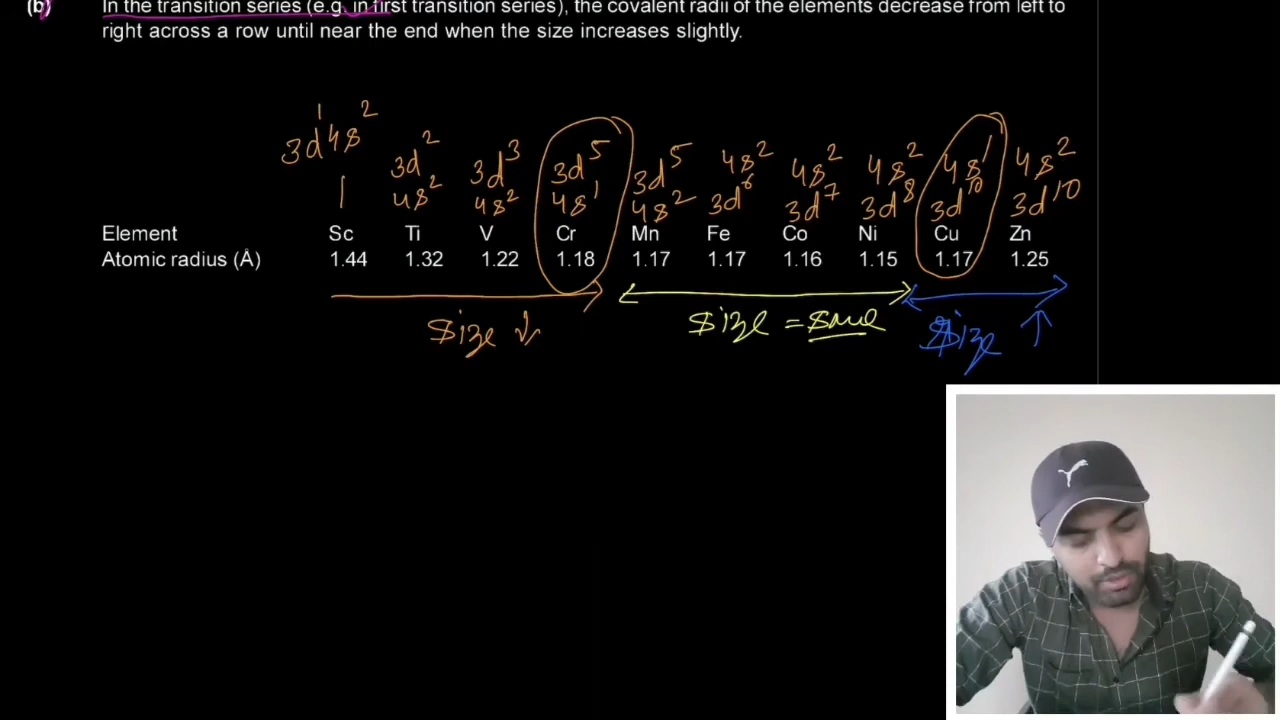 (b) In the transition series (e.g. in first transition series), the covalent radii of the elements decrease from left to
right across a row until near the end when the size increases slightly.
3d¹4s²
3d² 3d³ 3d⁵ 3d⁵ 4s² 4s² 4s² 4s¹ 4s²
1 4s² 4s² 4s¹ 4s² 3d⁶ 3d⁷ 3d⁸ 3d¹⁰ 3d¹⁰
Element Sc Ti V Cr Mn Fe Co Ni Cu Zn
Atomic radius (Å) 1.44 1.32 1.22 1.18 1.17 1.17 1.16 1.15 1.17 1.25
Size ↓ Size = Same Size ↑